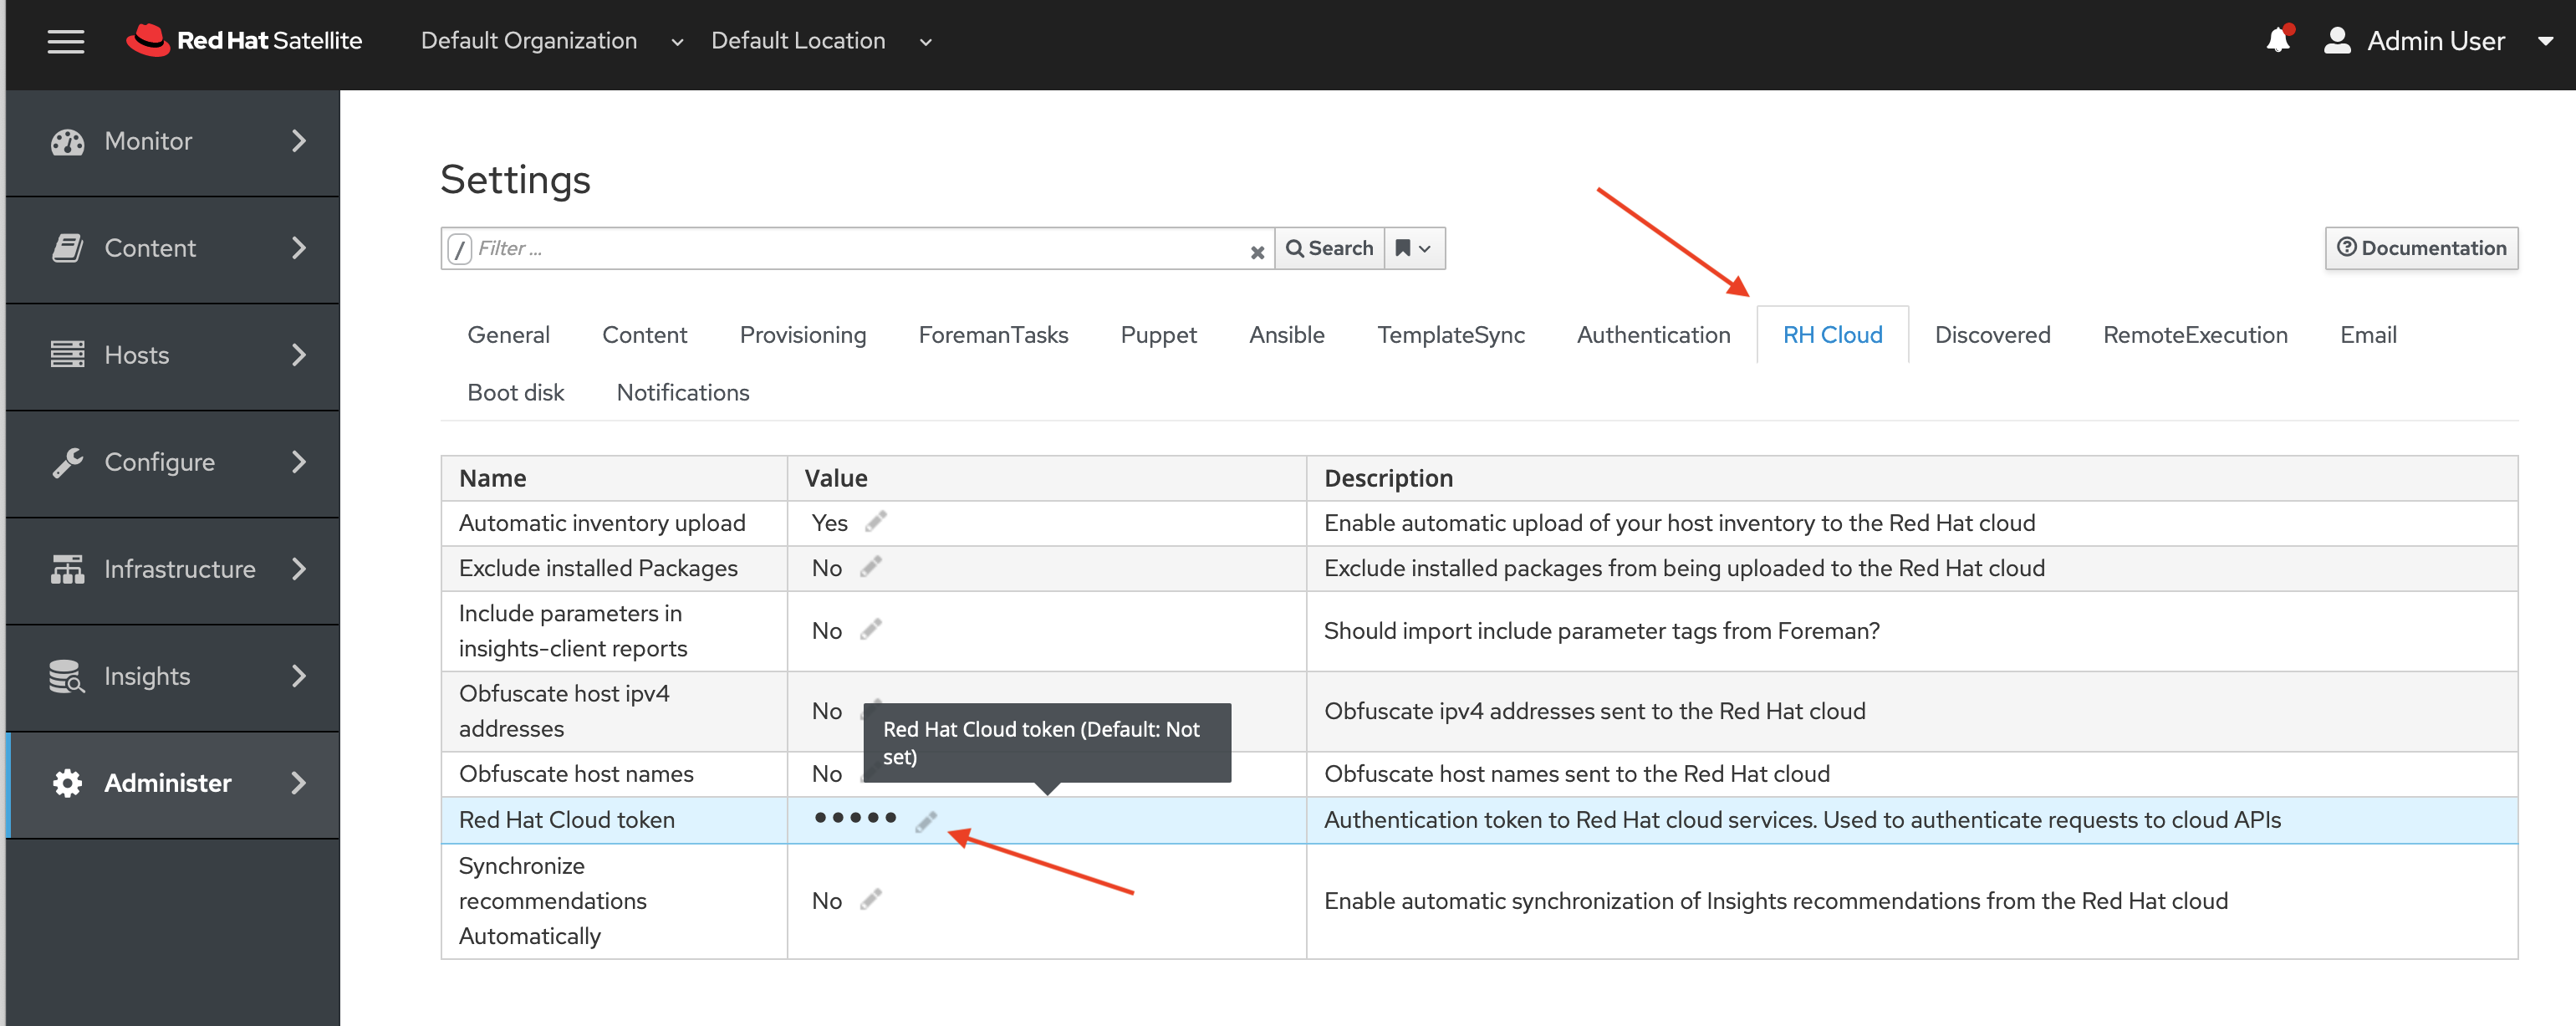 Red Hat Satellite Default Organization Default Location Admin User
Monitor
Content
Hosts
Configure
Infrastructure
Insights
Administer
Settings
/ Filter ... Search Documentation
General Content Provisioning ForemanTasks Puppet Ansible TemplateSync Authentication RH Cloud Discovered RemoteExecution Email
Boot disk Notifications
Name Value Description
Automatic inventory upload Yes Enable automatic upload of your host inventory to the Red Hat cloud
Exclude installed Packages No Exclude installed packages from being uploaded to the Red Hat cloud
Include parameters in
insights-client reports
No Should import include parameter tags from Foreman?
Obfuscate host ipv4
addresses
No Obfuscate ipv4 addresses sent to the Red Hat cloud
Red Hat Cloud token (Default: Not
set)
Obfuscate host names No Obfuscate host names sent to the Red Hat cloud
Red Hat Cloud token ••••• Authentication token to Red Hat cloud services. Used to authenticate requests to cloud APIs
Synchronize
recommendations
Automatically
No Enable automatic synchronization of Insights recommendations from the Red Hat cloud